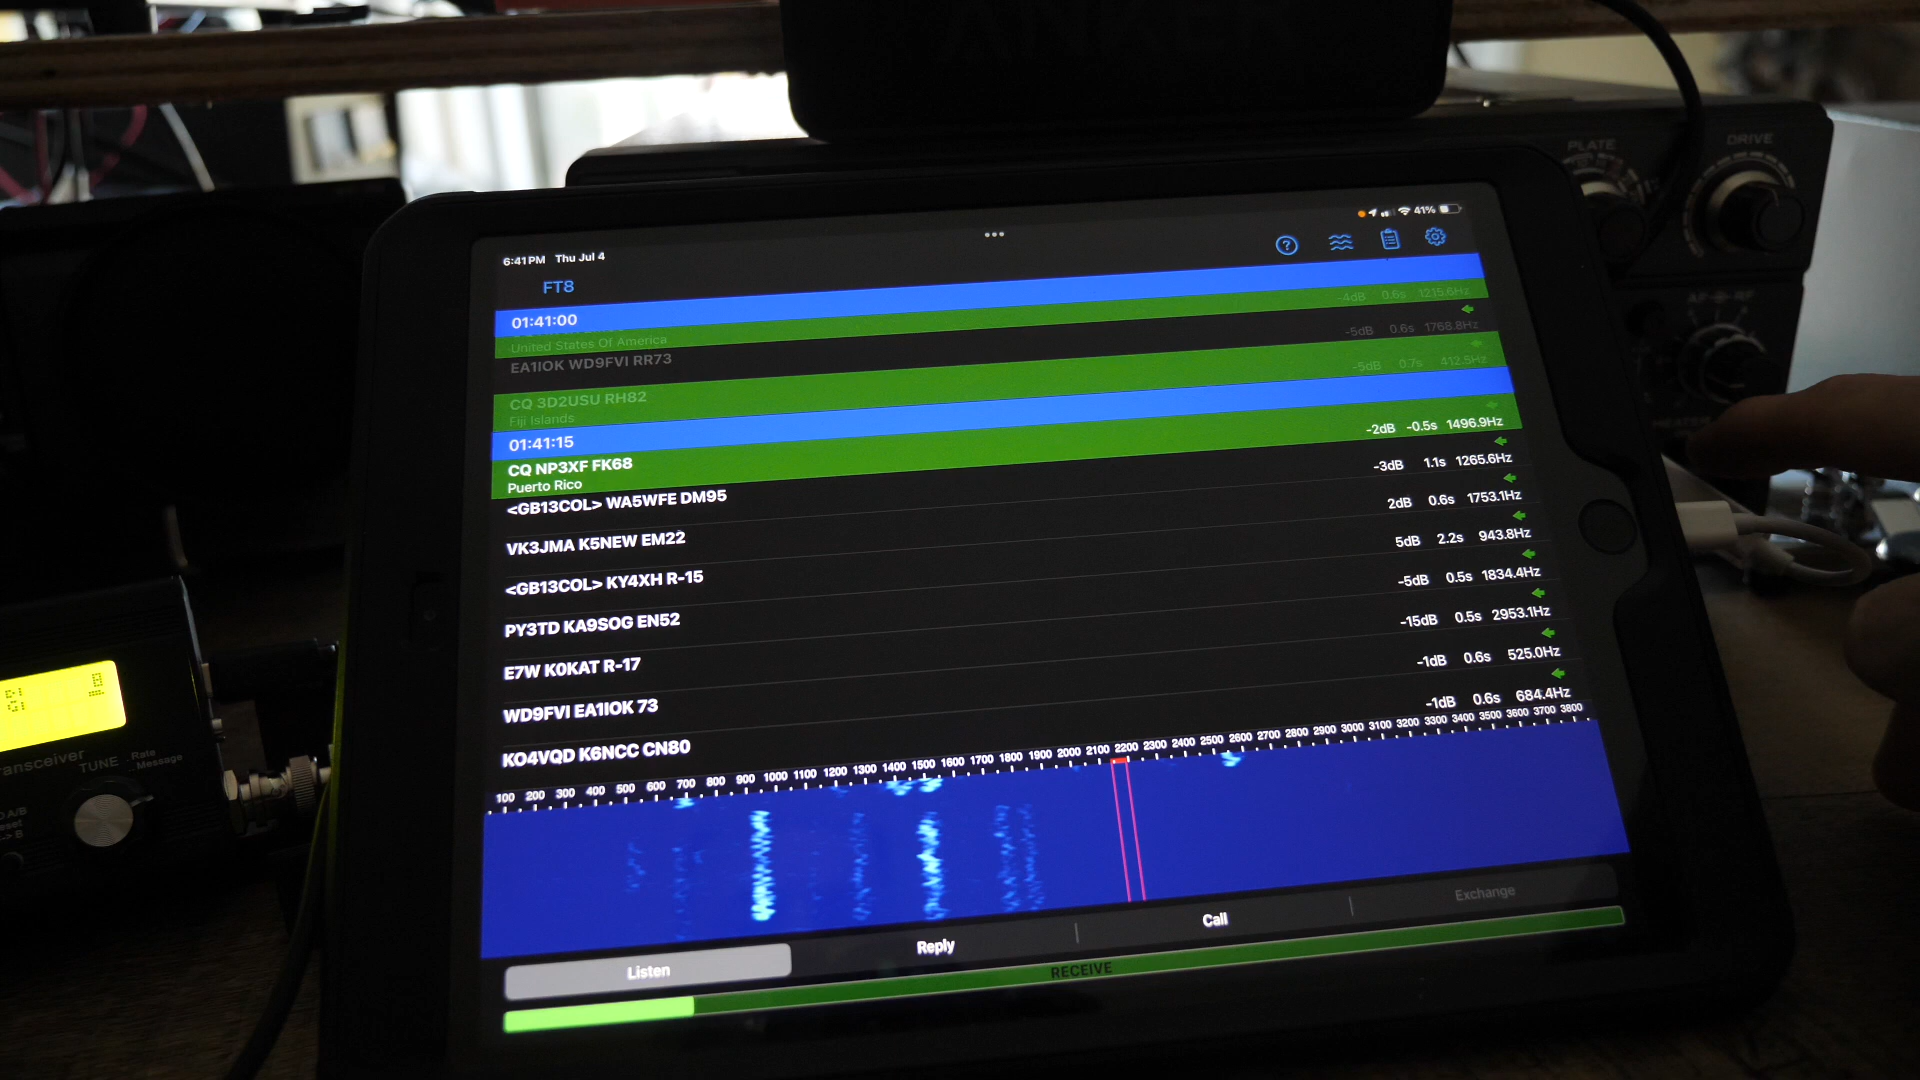 ANKER
PLATE
DRIVE
6:41 PM Thu Jul 4
41%
FT8
01:41:00
-4dB 0.6s 1215.6Hz
United States Of America
EA1IOK WD9FVI RR73
-5dB 0.6s 1768.8Hz
CQ 3D2USU RH82
Fiji Islands
-5dB 0.7s 412.5Hz
01:41:15
CQ NP3XF FK68
Puerto Rico
-2dB -0.5s 1496.9Hz
<GB13COL> WA5WFE DM95
-3dB 1.1s 1265.6Hz
VK3JMA K5NEW EM22
2dB 0.6s 1753.1Hz
<GB13COL> KY4XH R-15
5dB 2.2s 943.8Hz
PY3TD KA9SOG EN52
-5dB 0.5s 1834.4Hz
E7W K0KAT R-17
-15dB 0.5s 2953.1Hz
WD9FVI EA1IOK 73
-1dB 0.6s 525.0Hz
KO4VQD K6NCC CN80
-1dB 0.6s 684.4Hz
100 200 300 400 500 600 700 800 900 1000 1100 1200 1300 1400 1500 1600 1700 1800 1900 2000 2100 2200 2300 2400 2500 2600 2700 2800 2900 3000 3100 3200 3300 3400 3500 3600 3700 3800
Listen
Reply
Call
Exchange
RECEIVE
AF RF
TUNE
Rate
Message
A/B
B